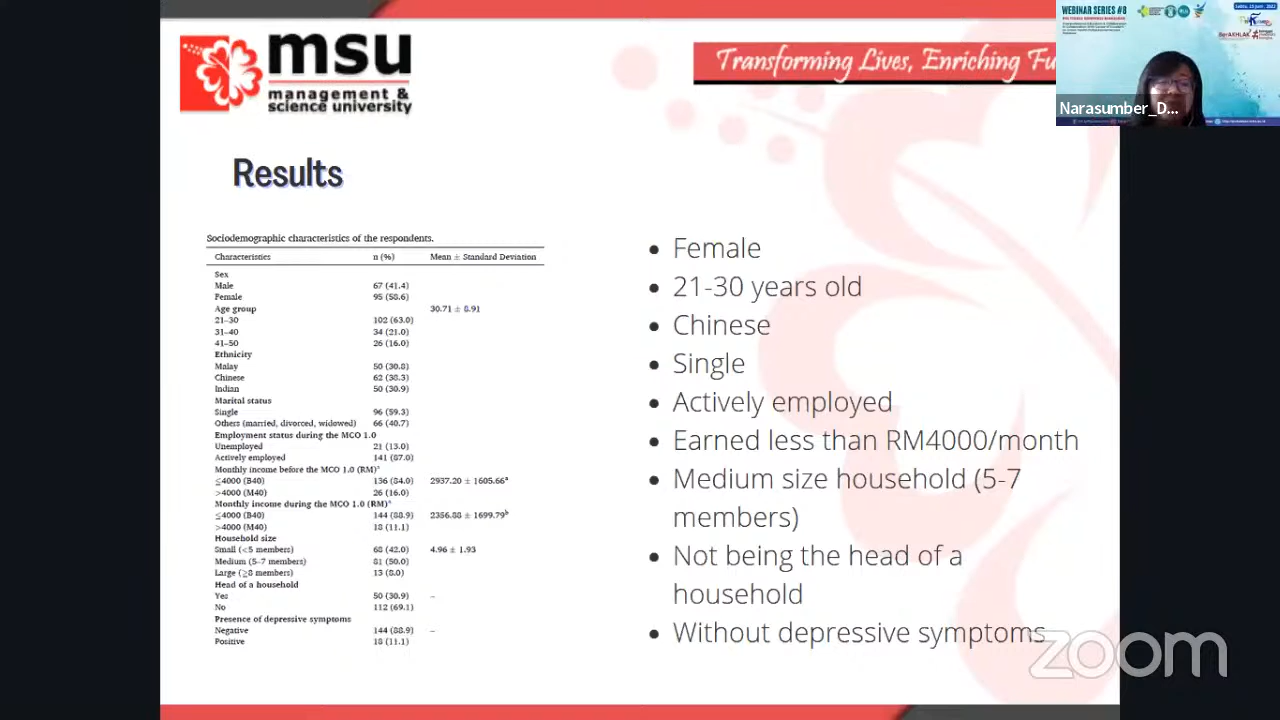 msu
management &
science university
Transforming Lives, Enriching Fu
WEBINAR SERIES #8
Narasumber_D...
Results
Sociodemographic characteristics of the respondents.
Characteristics n (%) Mean ± Standard Deviation
Sex
Male 67 (41.4)
Female 95 (58.6)
Age group 30.71 ± 8.91
21–30 102 (63.0)
31–40 34 (21.0)
41–50 26 (16.0)
Ethnicity
Malay 50 (30.8)
Chinese 62 (38.3)
Indian 50 (30.9)
Marital status
Single 96 (59.3)
Others (married, divorced, widowed) 66 (40.7)
Employment status during the MCO 1.0
Unemployed 21 (13.0)
Actively employed 141 (87.0)
Monthly income before the MCO 1.0 (RM)*
≤4000 (B40) 136 (84.0) 2937.20 ± 1605.66ᵃ
>4000 (M40) 26 (16.0)
Monthly income during the MCO 1.0 (RM)*
≤4000 (B40) 144 (88.9) 2356.88 ± 1699.79ᵇ
>4000 (M40) 18 (11.1)
Household size
Small (<5 members) 68 (42.0) 4.96 ± 1.93
Medium (5–7 members) 81 (50.0)
Large (≥8 members) 13 (8.0)
Head of a household
Yes 50 (30.9) –
No 112 (69.1)
Presence of depressive symptoms
Negative 144 (88.9) –
Positive 18 (11.1)
• Female
• 21-30 years old
• Chinese
• Single
• Actively employed
• Earned less than RM4000/month
• Medium size household (5-7
members)
• Not being the head of a
household
• Without depressive symptoms
zoom